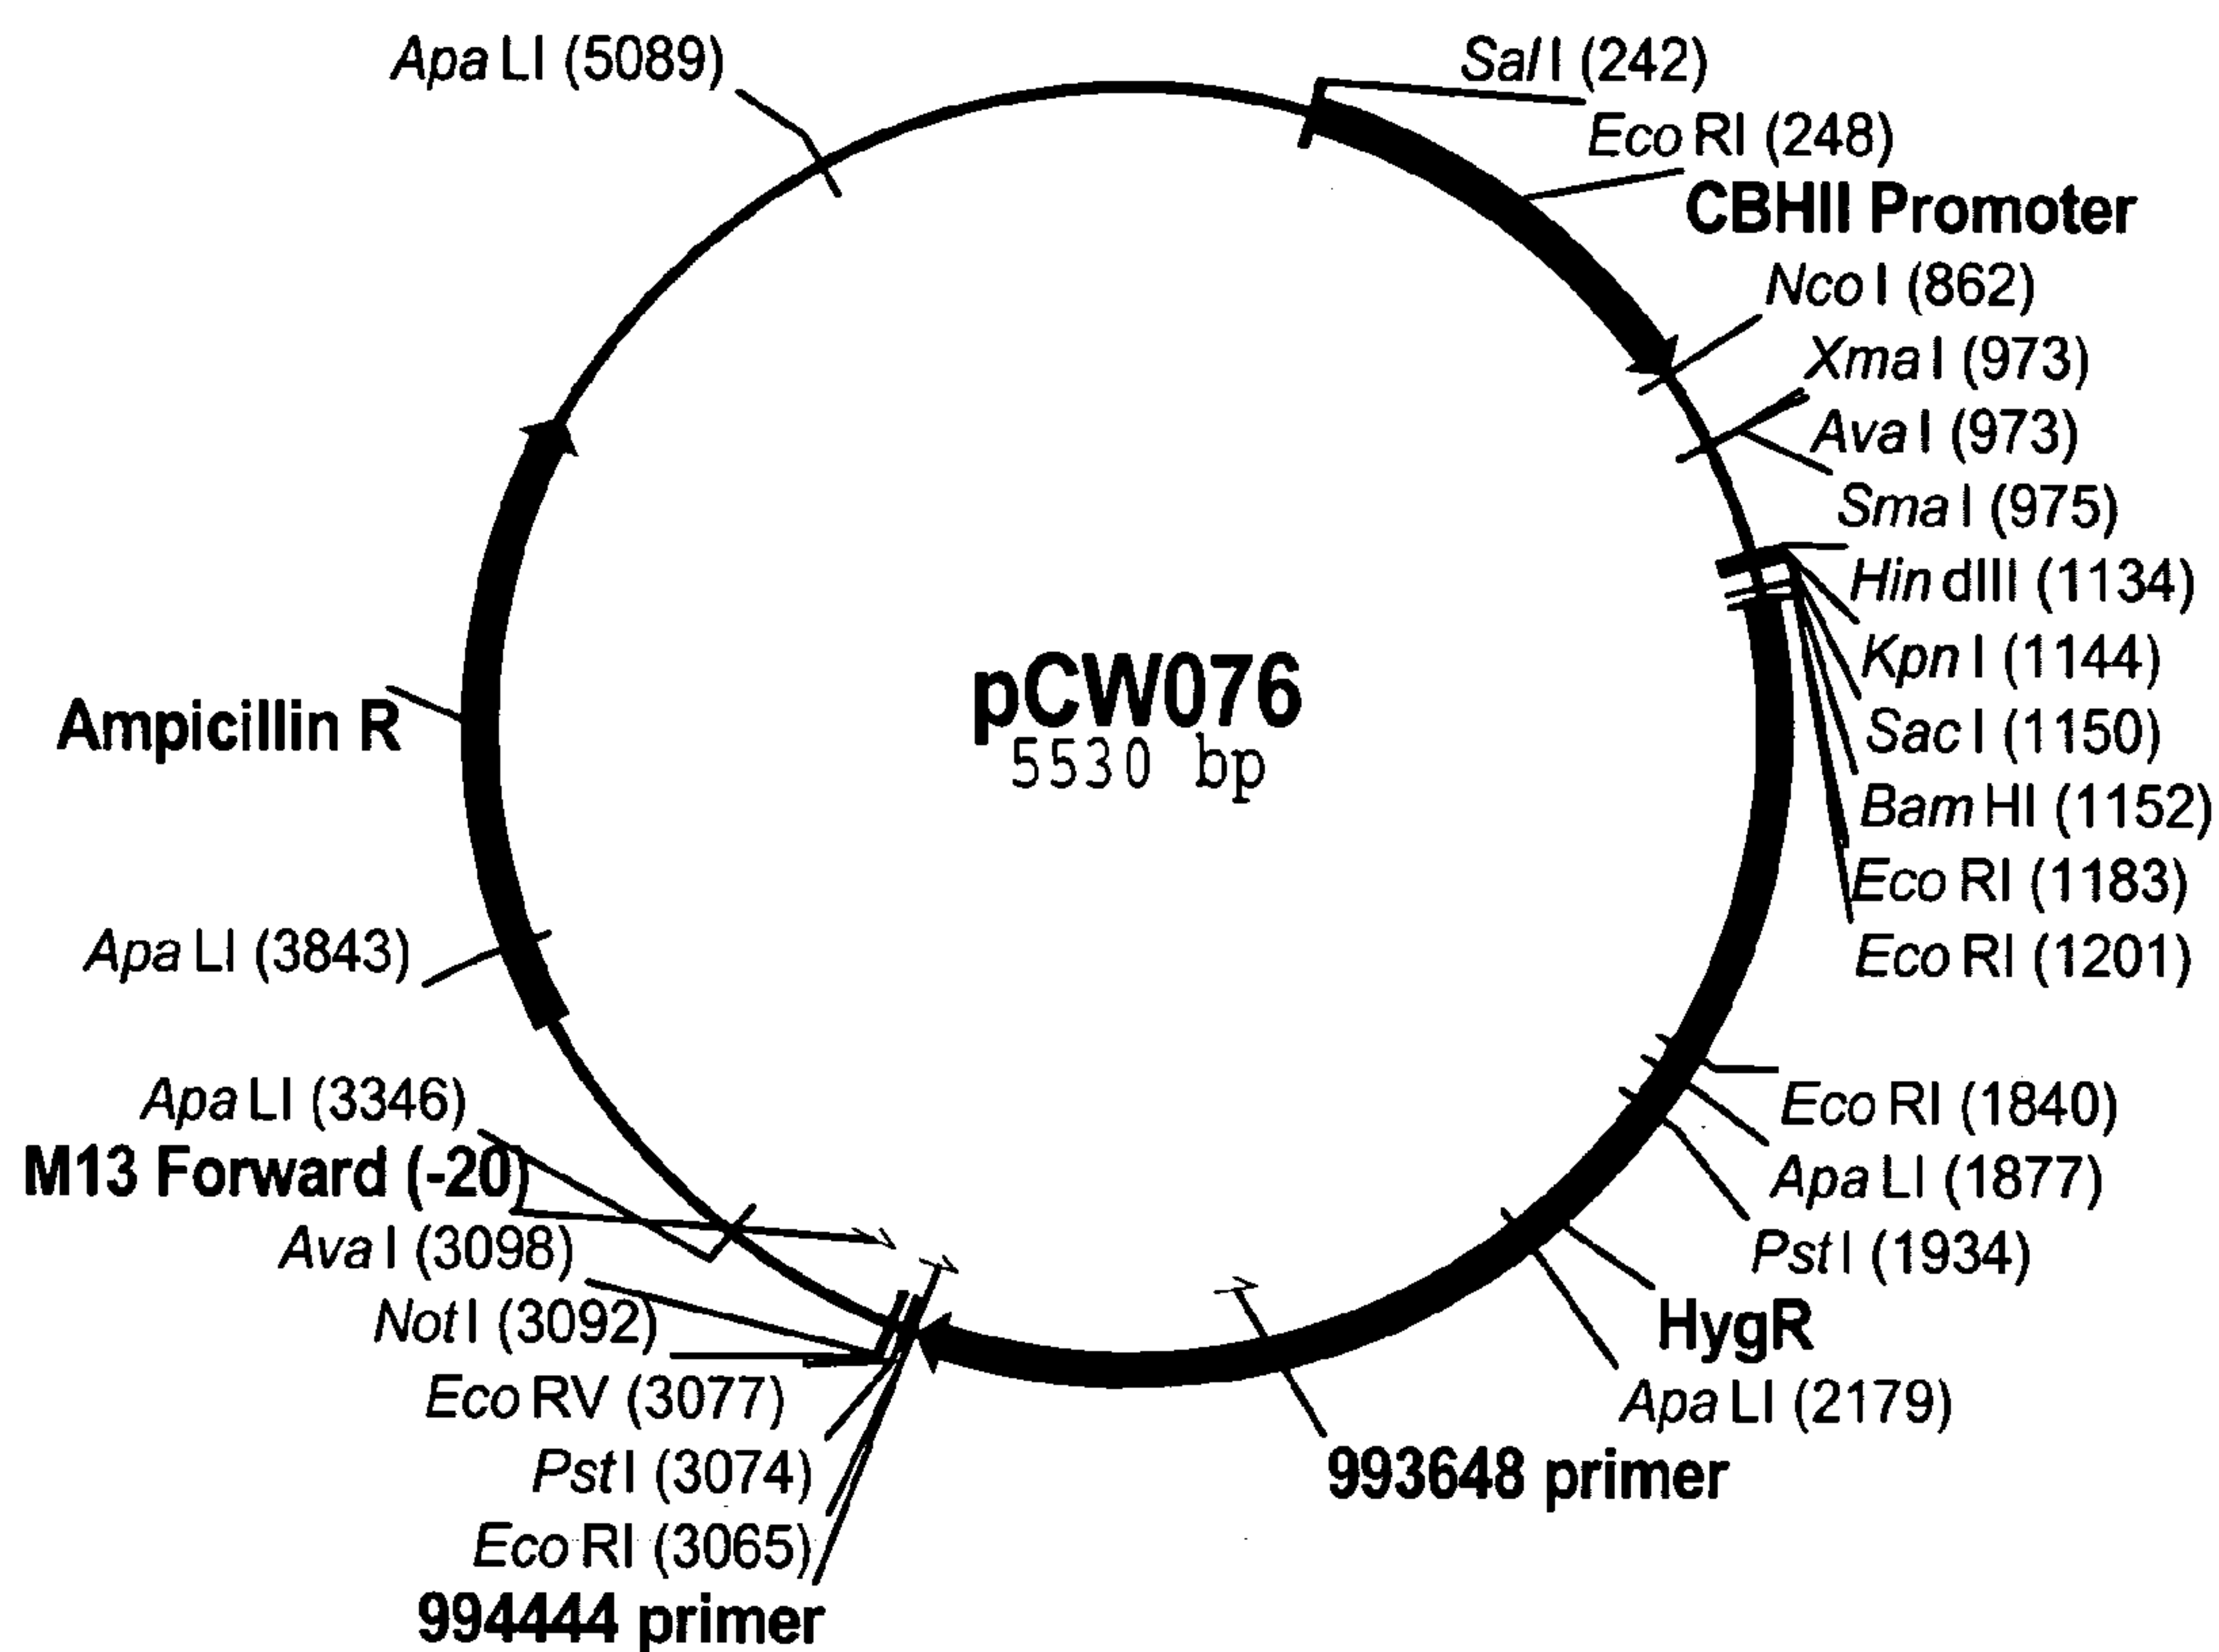 ApaLI (5089)
SalI (242)
EcoRI (248)
CBHII Promoter
NcoI (862)
XmaI (973)
AvaI (973)
SmaI (975)
HindIII (1134)
KpnI (1144)
SacI (1150)
BamHI (1152)
EcoRI (1183)
EcoRI (1201)
EcoRI (1840)
ApaLI (1877)
PstI (1934)
HygR
ApaLI (2179)
993648 primer
994444 primer
EcoRI (3065)
PstI (3074)
EcoRV (3077)
NotI (3092)
AvaI (3098)
M13 Forward (-20)
ApaLI (3346)
ApaLI (3843)
Ampicillin R
pCW076
5530 bp